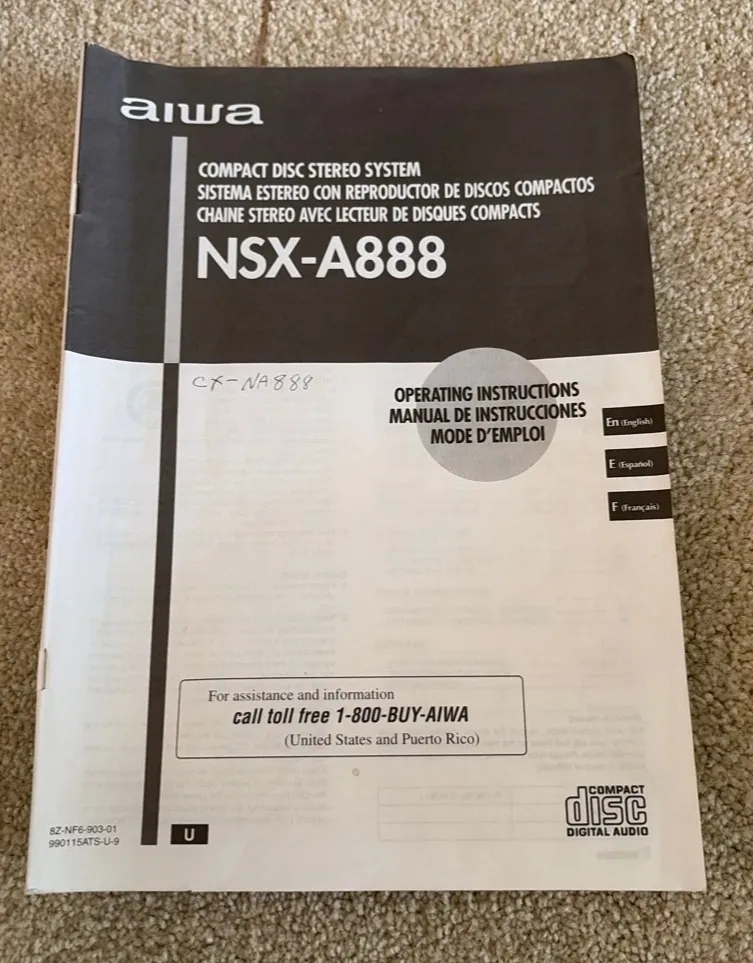 aiwa
COMPACT DISC STEREO SYSTEM
SISTEMA ESTEREO CON REPRODUCTOR DE DISCOS COMPACTOS
CHAINE STEREO AVEC LECTEUR DE DISQUES COMPACTS
NSX-A888
CX-NA888
OPERATING INSTRUCTIONS
MANUAL DE INSTRUCCIONES
MODE D'EMPLOI
En (English)
E (Español)
F (Français)
For assistance and information
call toll free 1-800-BUY-AIWA
(United States and Puerto Rico)
8Z-NF6-903-01
990115ATS-U-9
U
COMPACT
disc
DIGITAL AUDIO